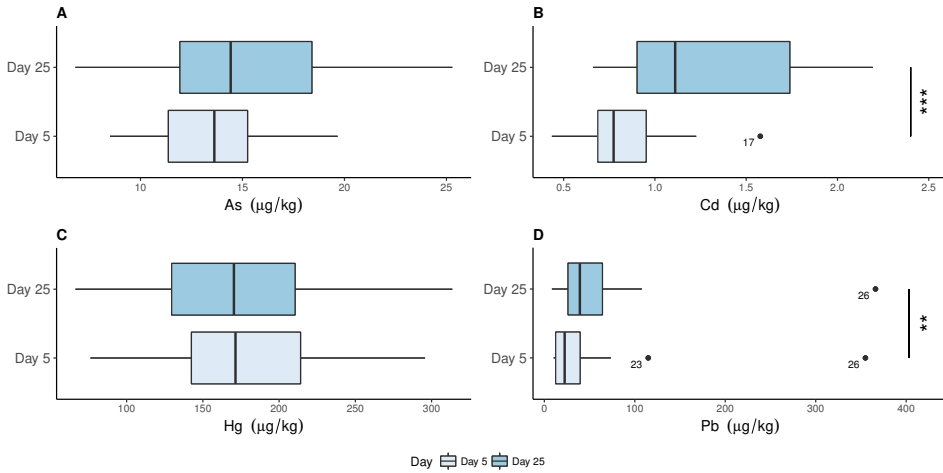 A
Day 25
Day 5
10 15 20 25
As (μg/kg)
B
Day 25
Day 5
17
***
0.5 1.0 1.5 2.0 2.5
Cd (μg/kg)
C
Day 25
Day 5
100 150 200 250 300
Hg (μg/kg)
D
Day 25
Day 5
26
23
26
**
0 100 200 300 400
Pb (μg/kg)
Day Day 5 Day 25